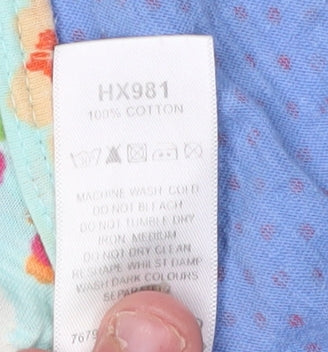 HX981
100% COTTON
MACHINE WASH COLD
DO NOT BLEACH
DO NOT TUMBLE DRY
IRON MEDIUM
DO NOT DRY CLEAN
RESHAPE WHILST DAMP
WASH DARK COLOURS
SEPARATELY